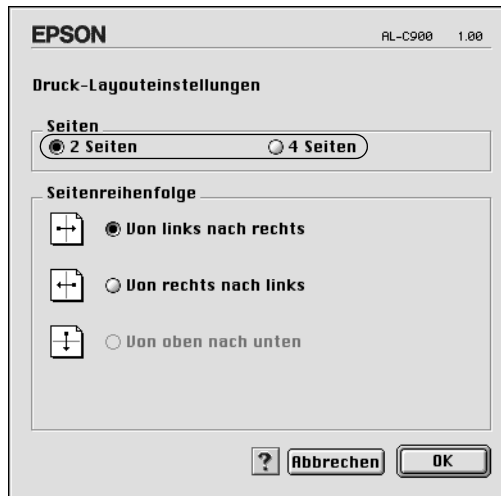 EPSON AL-C900 1.00
Druck-Layouteinstellungen
Seiten
2 Seiten 4 Seiten
Seitenreihenfolge
Von links nach rechts
Von rechts nach links
Von oben nach unten
? Abbrechen OK